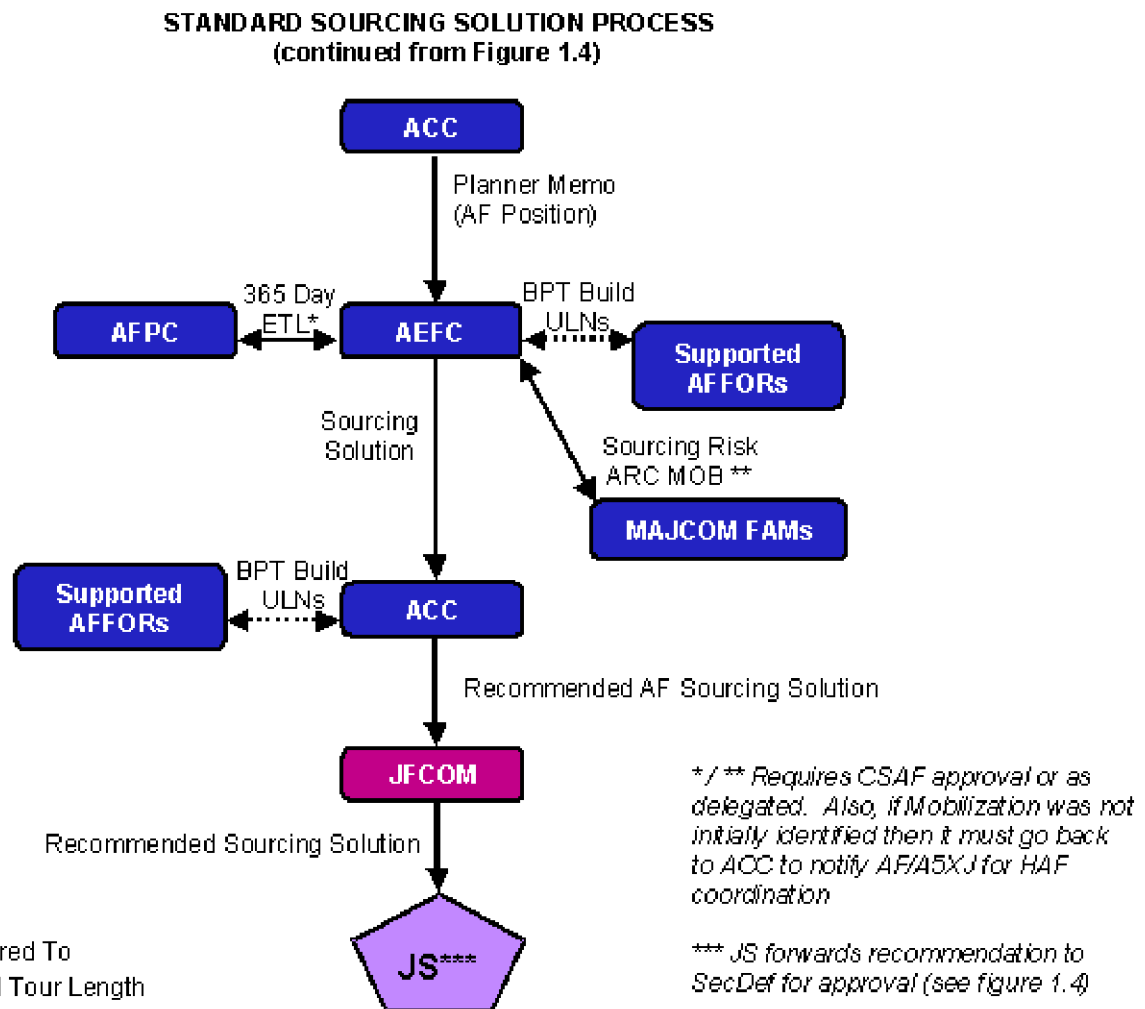 STANDARD SOURCING SOLUTION PROCESS
(continued from Figure 1.4)
ACC
Planner Memo
(AF Position)
365 Day
ETL*
BPT Build
ULNs
AFPC
AEFC
Supported
AFFORs
Sourcing
Solution
Sourcing Risk
ARC MOB **
MAJCOM FAMs
BPT Build
ULNs
Supported
AFFORs
ACC
Recommended AF Sourcing Solution
JFCOM
Recommended Sourcing Solution
JS***
*/ ** Requires CSAF approval or as
delegated. Also, if Mobilization was not
initially identified then it must go back
to ACC to notify AF/A5XJ for HAF
coordination
*** JS forwards recommendation to
SecDef for approval (see figure 1.4)
red To
Tour Length